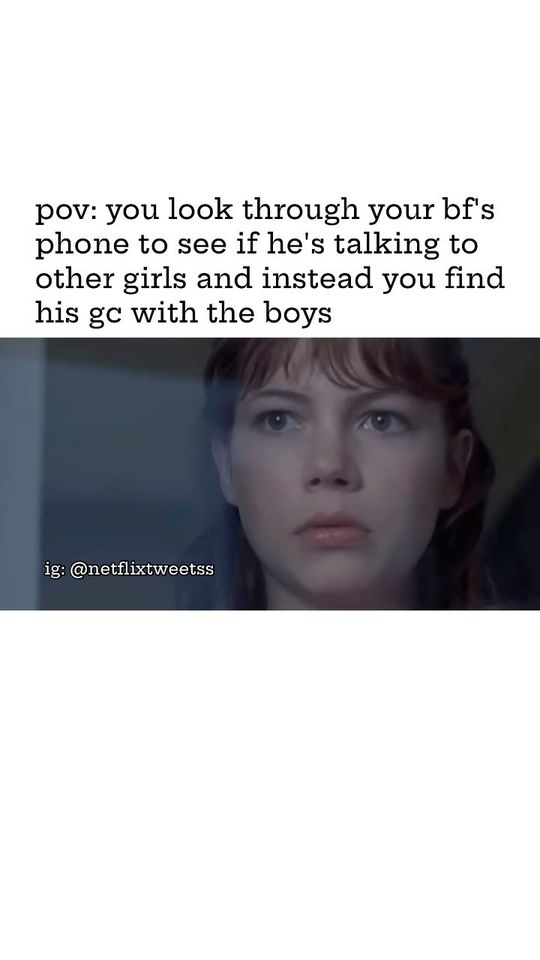 pov: you look through your bf's
phone to see if he's talking to
other girls and instead you find
his gc with the boys
ig: @netflixtweetss